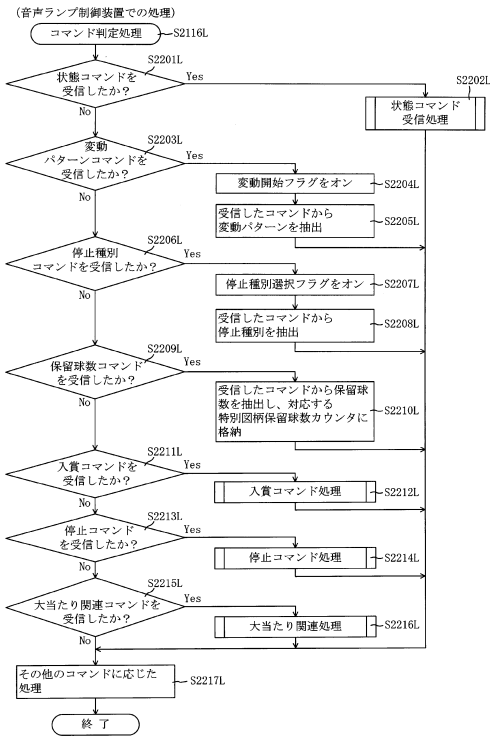 （音声ランプ制御装置での処理）
コマンド判定処理
S2116L
S2201L
状態コマンドを
受信したか？
Yes
No
S2202L
状態コマンド
受信処理
S2203L
変動
パターンコマンドを
受信したか？
Yes
No
変動開始フラグをオン
S2204L
受信したコマンドから
変動パターンを抽出
S2205L
S2206L
停止種別
コマンドを受信したか？
Yes
No
停止種別選択フラグをオン
S2207L
受信したコマンドから
停止種別を抽出
S2208L
S2209L
保留球数コマンド
を受信したか？
Yes
No
受信したコマンドから保留球
数を抽出し、対応する
特別図柄保留球数カウンタに
格納
S2210L
S2211L
入賞コマンドを
受信したか？
Yes
No
入賞コマンド処理
S2212L
S2213L
停止コマンド
を受信したか？
Yes
No
停止コマンド処理
S2214L
S2215L
大当たり関連コマンドを
受信したか？
Yes
No
大当たり関連処理
S2216L
その他のコマンドに応じた
処理
S2217L
終了